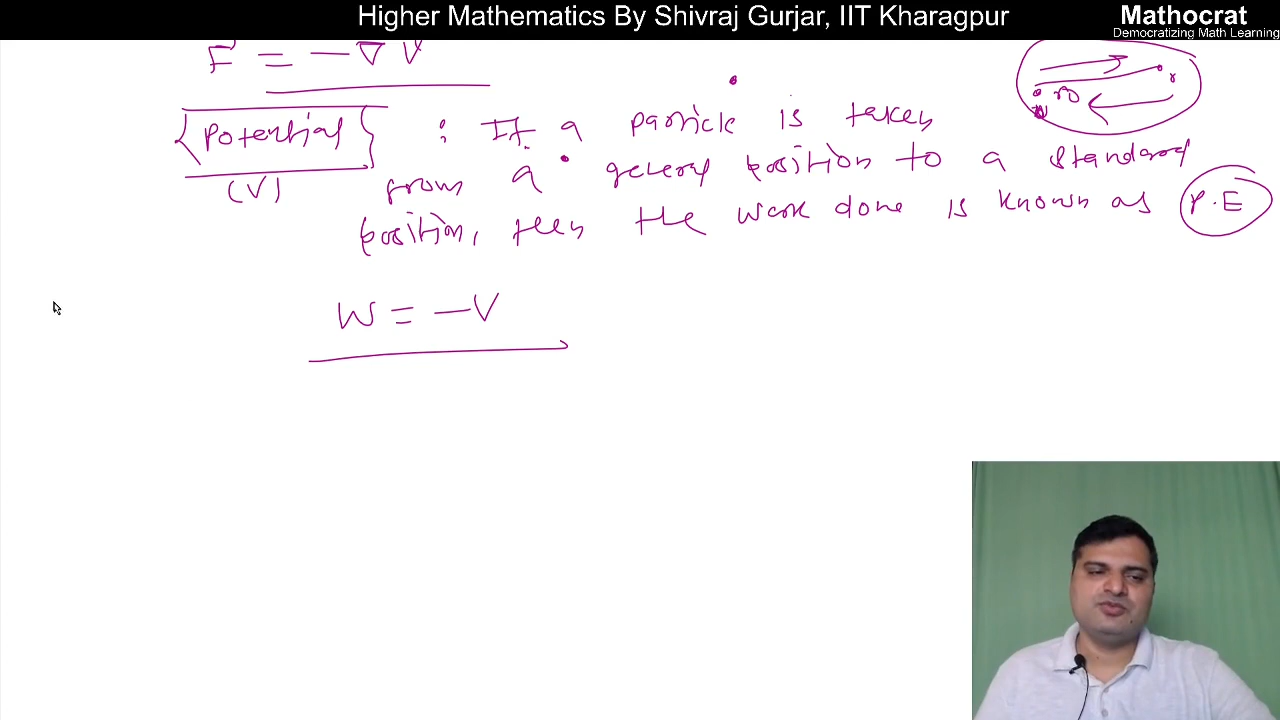 Higher Mathematics By Shivraj Gurjar, IIT Kharagpur
Mathocrat
Democratizing Math Learning
F = -∇V
{Potential} : If a particle is taken
(V) from a general position to a standard
position, then the work done is known as P.E
r0 r
W
W = -V